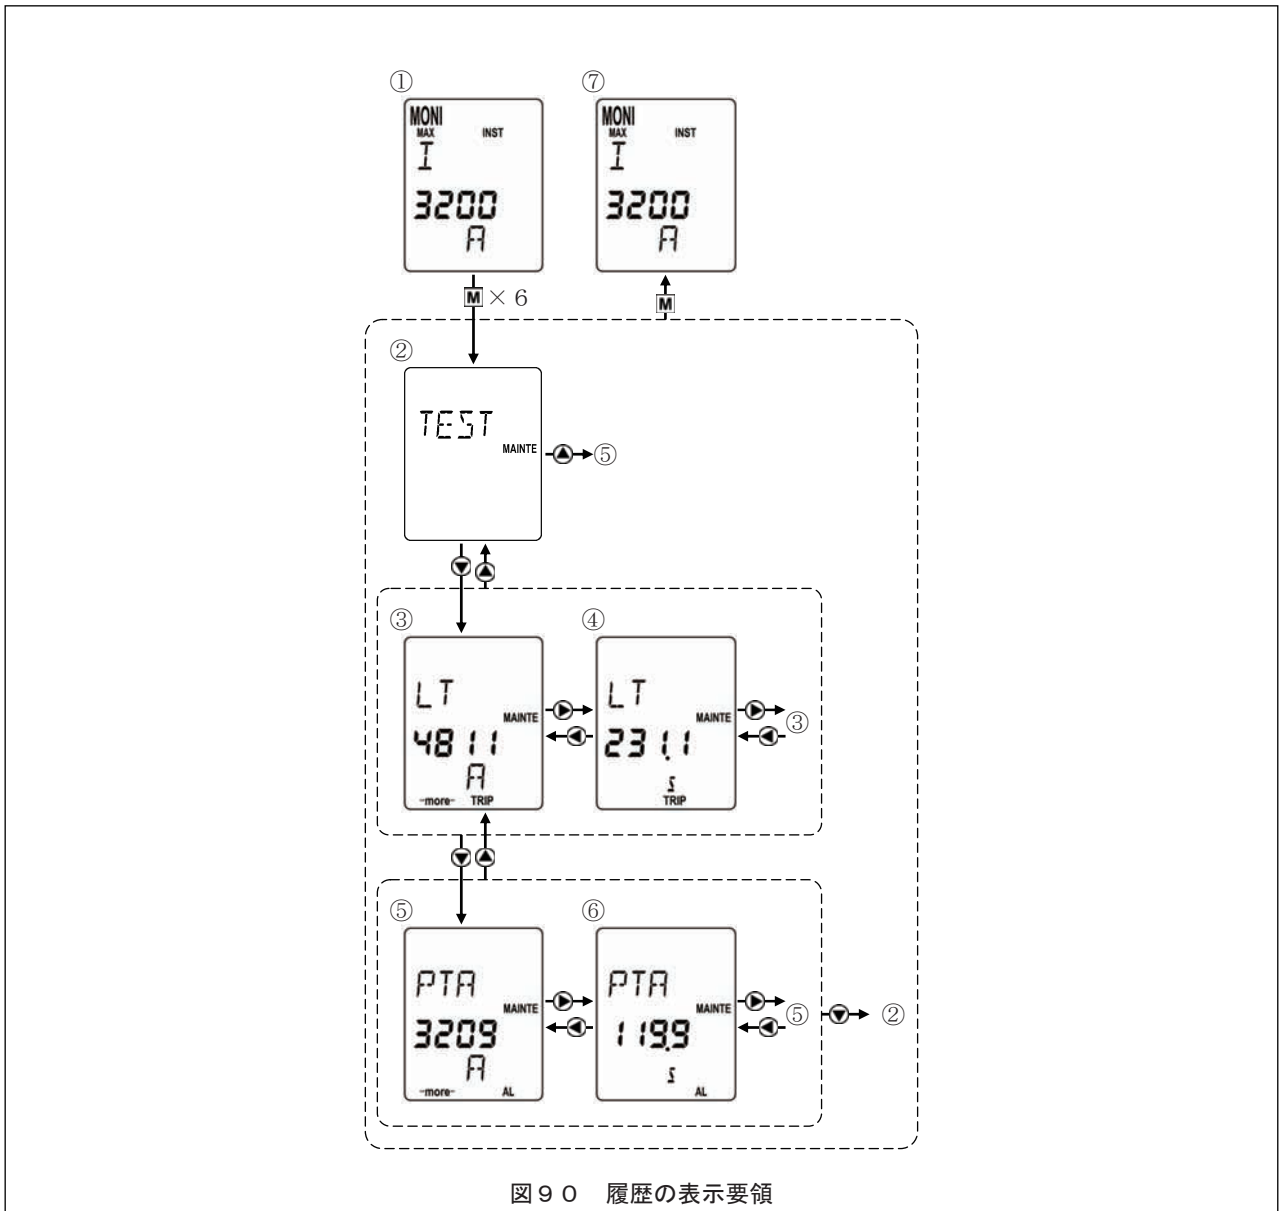 ① ⑦
MONI MONI
MAX INST MAX INST
I I
3200 3200
A A
M × 6 M
②
TEST
MAINTE ⑤
③ ④
LT LT
MAINTE MAINTE ③
4811 231.1
A s
-more- TRIP TRIP
⑤ ⑥
PTA PTA
MAINTE MAINTE ⑤ ②
3209 119.9
A s
-more- AL AL
図90 履歴の表示要領